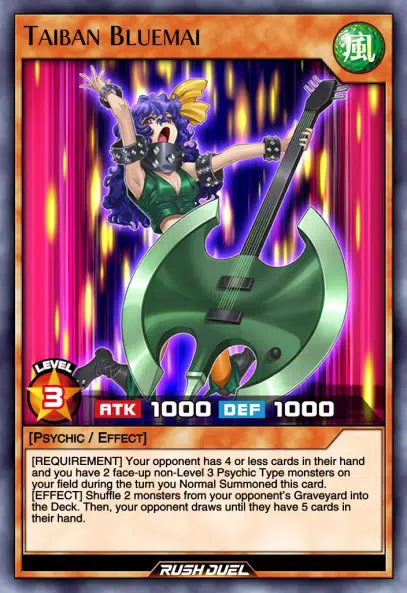 Taiban Bluemai
風
LEVEL
3
ATK 1000 DEF 1000
[Psychic / Effect]
[REQUIREMENT] Your opponent has 4 or less cards in their hand
and you have 2 face-up non-Level 3 Psychic Type monsters on
your field during the turn you Normal Summoned this card.
[EFFECT] Shuffle 2 monsters from your opponent's Graveyard into
the Deck. Then, your opponent draws until they have 5 cards in
their hand.
RUSH DUEL